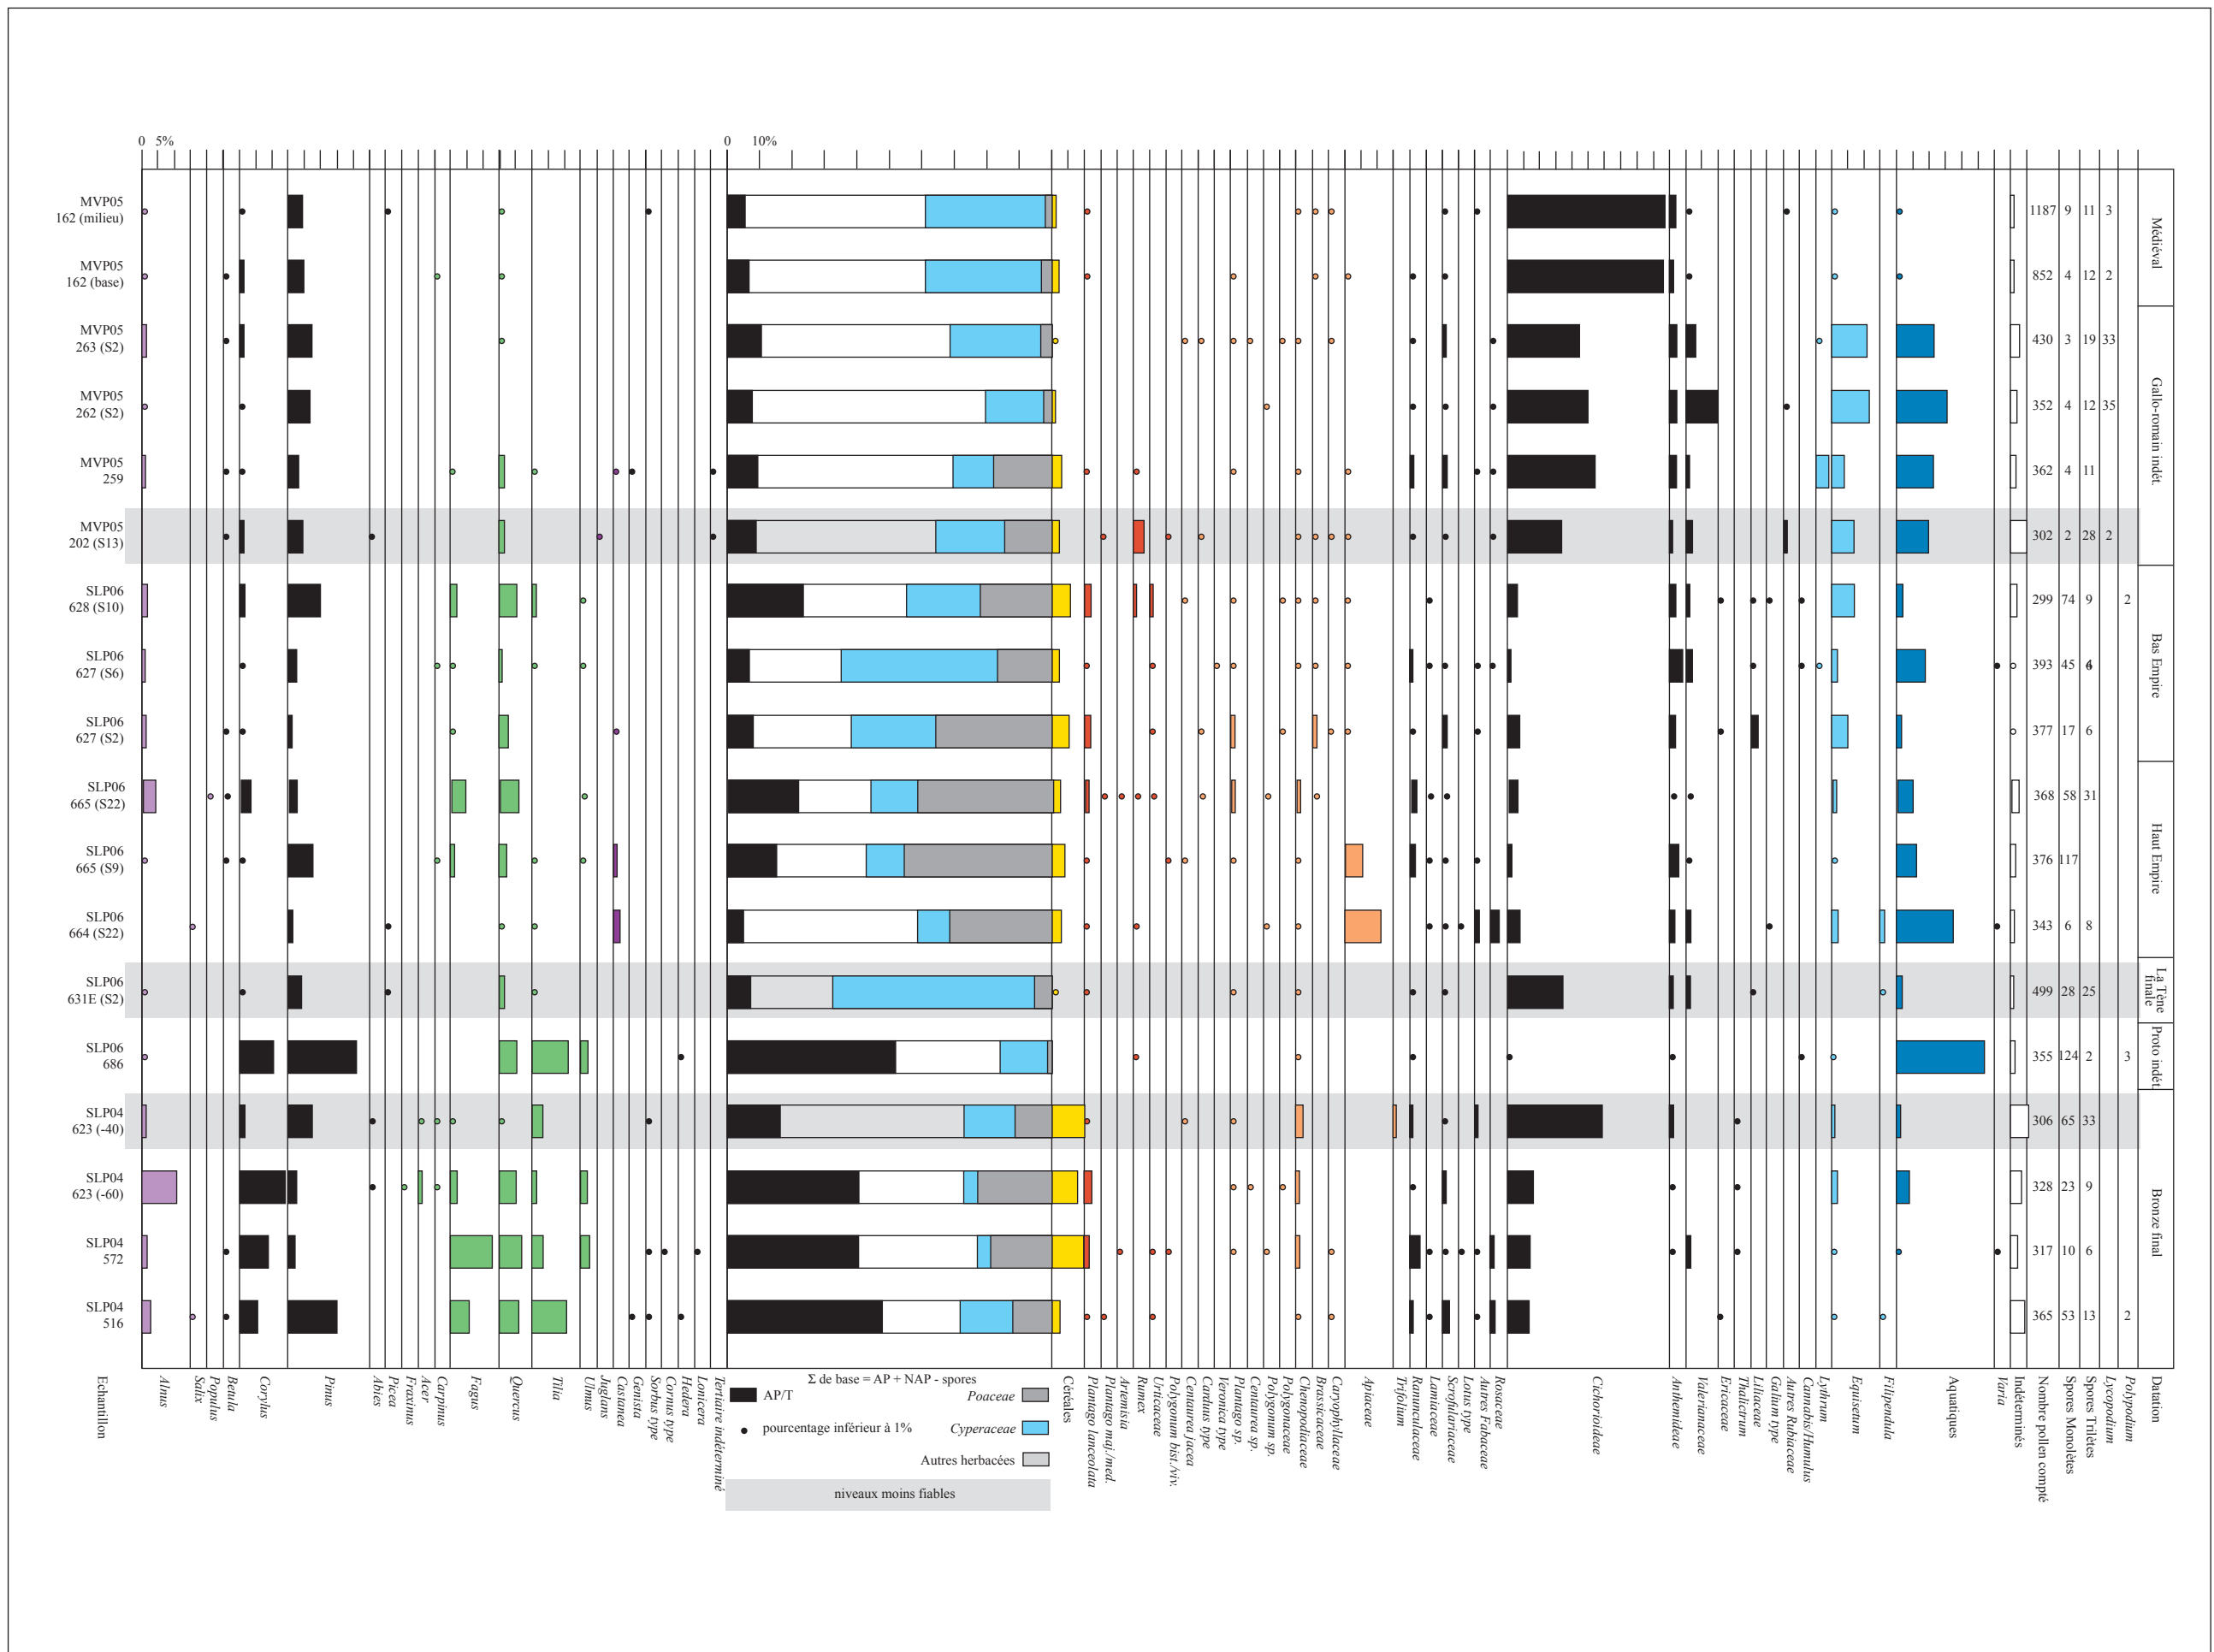 0 5% 0 10%
MVP05
162 (milieu)
1187 9 11 3
MVP05
162 (base)
852 4 12 2
Médiéval
MVP05
263 (S2)
430 3 19 33
MVP05
262 (S2)
352 4 12 35
MVP05
259
362 4 11
MVP05
202 (S13)
302 2 28 2
Gallo-romain indét.
SLP06
628 (S10)
299 74 9 2
SLP06
627 (S6)
393 45
SLP06
627 (S2)
377 17 6
Bas Empire
SLP06
665 (S22)
368 58 31
SLP06
665 (S9)
376 117
SLP06
664 (S22)
343 6 8
Haut Empire
SLP06
631E (S2)
499 28 25
La Tène
finale
SLP06
686
355 124 2 3
Proto indét.
SLP04
623 (-40)
306 65 33
SLP04
623 (-60)
328 23 9
SLP04
572
317 10 6
SLP04
516
365 53 13 2
Bronze final
Echantillon
Alnus
Salix
Populus
Betula
Corylus
Pinus
Abies
Picea
Fraxinus
Acer
Carpinus
Fagus
Quercus
Tilia
Ulmus
Juglans
Castanea
Genista
Sorbus type
Cornus type
Hedera
Lonicera
Tertiaire indéterminé
Σ de base = AP + NAP - spores
AP/T
Poaceae
pourcentage inférieur à 1%
Cyperaceae
Autres herbacées
niveaux moins fiables
Céréales
Plantago lanceolata
Plantago maj./med.
Artemisia
Rumex
Urticaceae
Polygonum bist./viv.
Centaurea jacea
Carduus type
Veronica type
Plantago sp.
Centaurea sp.
Polygonum sp.
Polygonaceae
Chenopodiaceae
Brassicaceae
Caryophyllaceae
Apiaceae
Trifolium
Ranunculaceae
Lamiaceae
Scrofulariaceae
Lotus type
Autres Fabaceae
Rosaceae
Cichorioideae
Anthemideae
Valerianaceae
Ericaceae
Thalictrum
Liliaceae
Galium type
Autres Rubiaceae
Cannabis/Humulus
Lythrum
Equisetum
Filipendula
Aquatiques
Varia
Indéterminés
Nombre pollen compté
Spores Monolètes
Spores Trilètes
Lycopodium
Polypodium
Datation